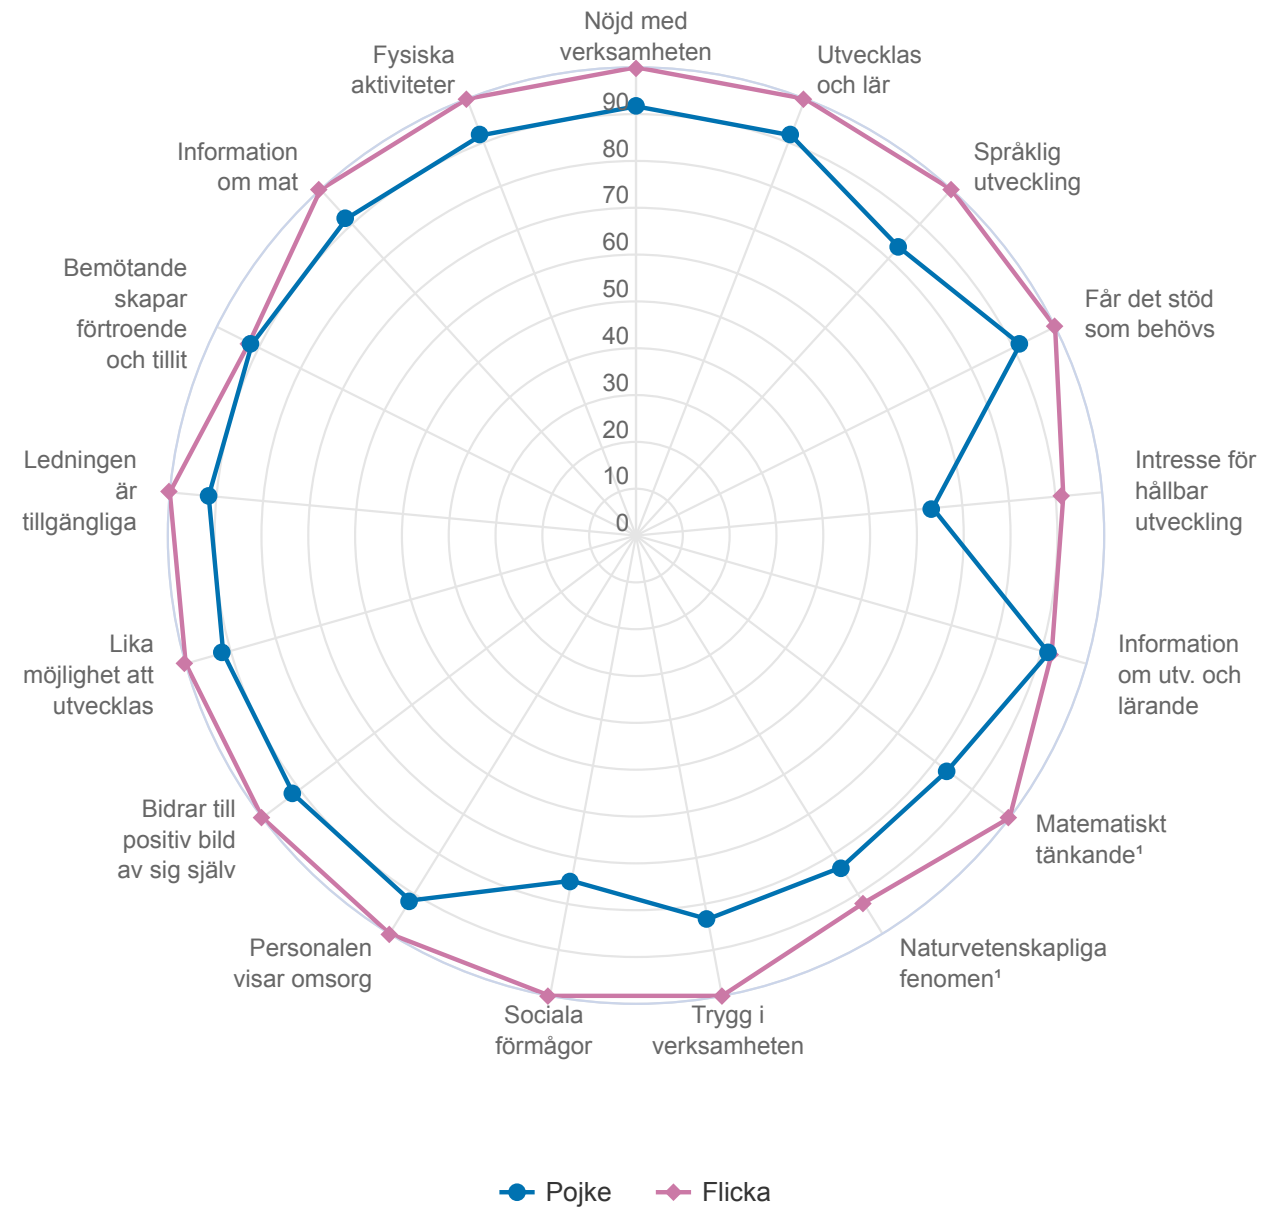 Nöjd med
verksamheten
Utvecklas
och lär
Språklig
utveckling
Får det stöd
som behövs
Intresse för
hållbar
utveckling
Information
om utv. och
lärande
Matematiskt
tänkande¹
Naturvetenskapliga
fenomen¹
Trygg i
verksamheten
Sociala
förmågor
Personalen
visar omsorg
Bidrar till
positiv bild
av sig själv
Lika
möjlighet att
utvecklas
Ledningen
är
tillgängliga
Bemötande
skapar
förtroende
och tillit
Information
om mat
Fysiska
aktiviteter
90
80
70
60
50
40
30
20
10
0
Pojke
Flicka